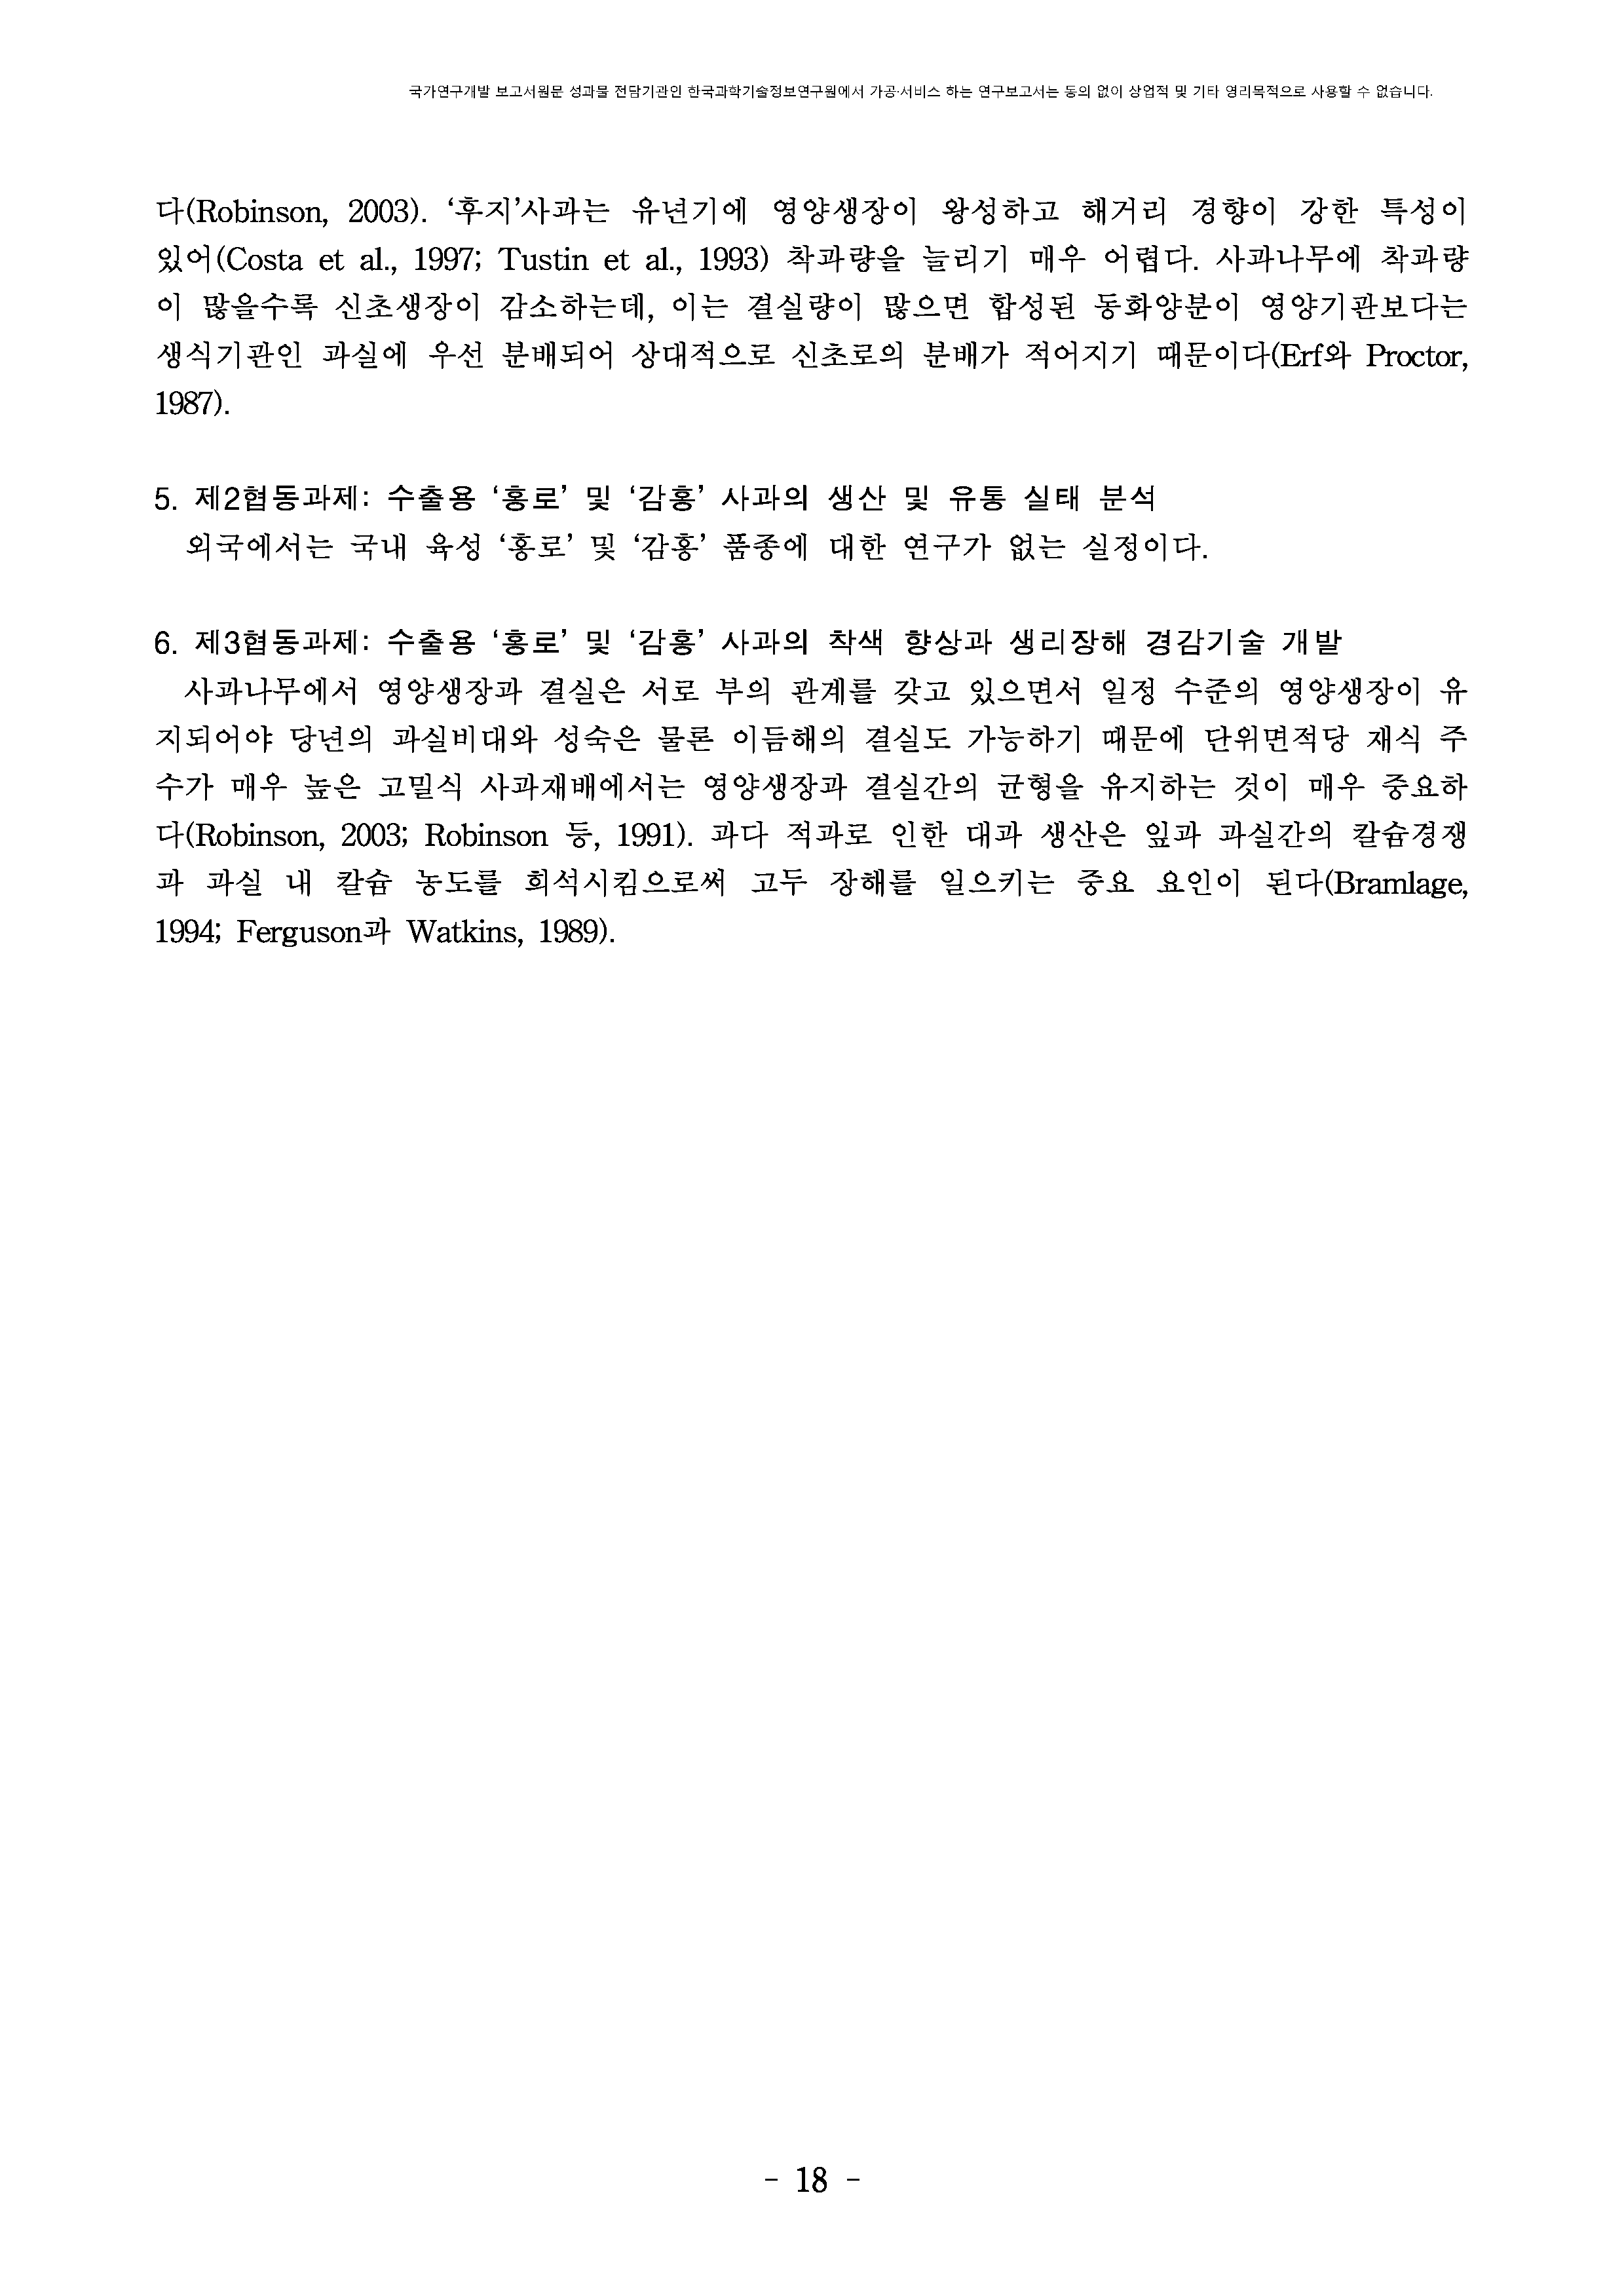 국가연구개발 보고서원문 성과물 전담기관인 한국과학기술정보연구원에서 가공·서비스 하는 연구보고서는 동의 없이 상업적 및 기타 영리목적으로 사용할 수 없습니다.
다(Robinson, 2003). ‘후지’사과는 유년기에 영양생장이 왕성하고 해거리 경향이 강한 특성이
있어(Costa et al., 1997; Tustin et al., 1993) 착과량을 늘리기 매우 어렵다. 사과나무에 착과량
이 많을수록 신초생장이 감소하는데, 이는 결실량이 많으면 합성된 동화양분이 영양기관보다는
생식기관인 과실에 우선 분배되어 상대적으로 신초로의 분배가 적어지기 때문이다(Erf와 Proctor,
1987).
5. 제2협동과제: 수출용 ‘홍로’ 및 ‘감홍’ 사과의 생산 및 유통 실태 분석
외국에서는 국내 육성 ‘홍로’ 및 ‘감홍’ 품종에 대한 연구가 없는 실정이다.
6. 제3협동과제: 수출용 ‘홍로’ 및 ‘감홍’ 사과의 착색 향상과 생리장해 경감기술 개발
사과나무에서 영양생장과 결실은 서로 부의 관계를 갖고 있으면서 일정 수준의 영양생장이 유
지되어야 당년의 과실비대와 성숙은 물론 이듬해의 결실도 가능하기 때문에 단위면적당 재식 주
수가 매우 높은 고밀식 사과재배에서는 영양생장과 결실간의 균형을 유지하는 것이 매우 중요하
다(Robinson, 2003; Robinson 등, 1991). 과다 적과로 인한 대과 생산은 잎과 과실간의 칼슘경쟁
과 과실 내 칼슘 농도를 희석시킴으로써 고두 장해를 일으키는 중요 요인이 된다(Bramlage,
1994; Ferguson과 Watkins, 1989).
- 18 -